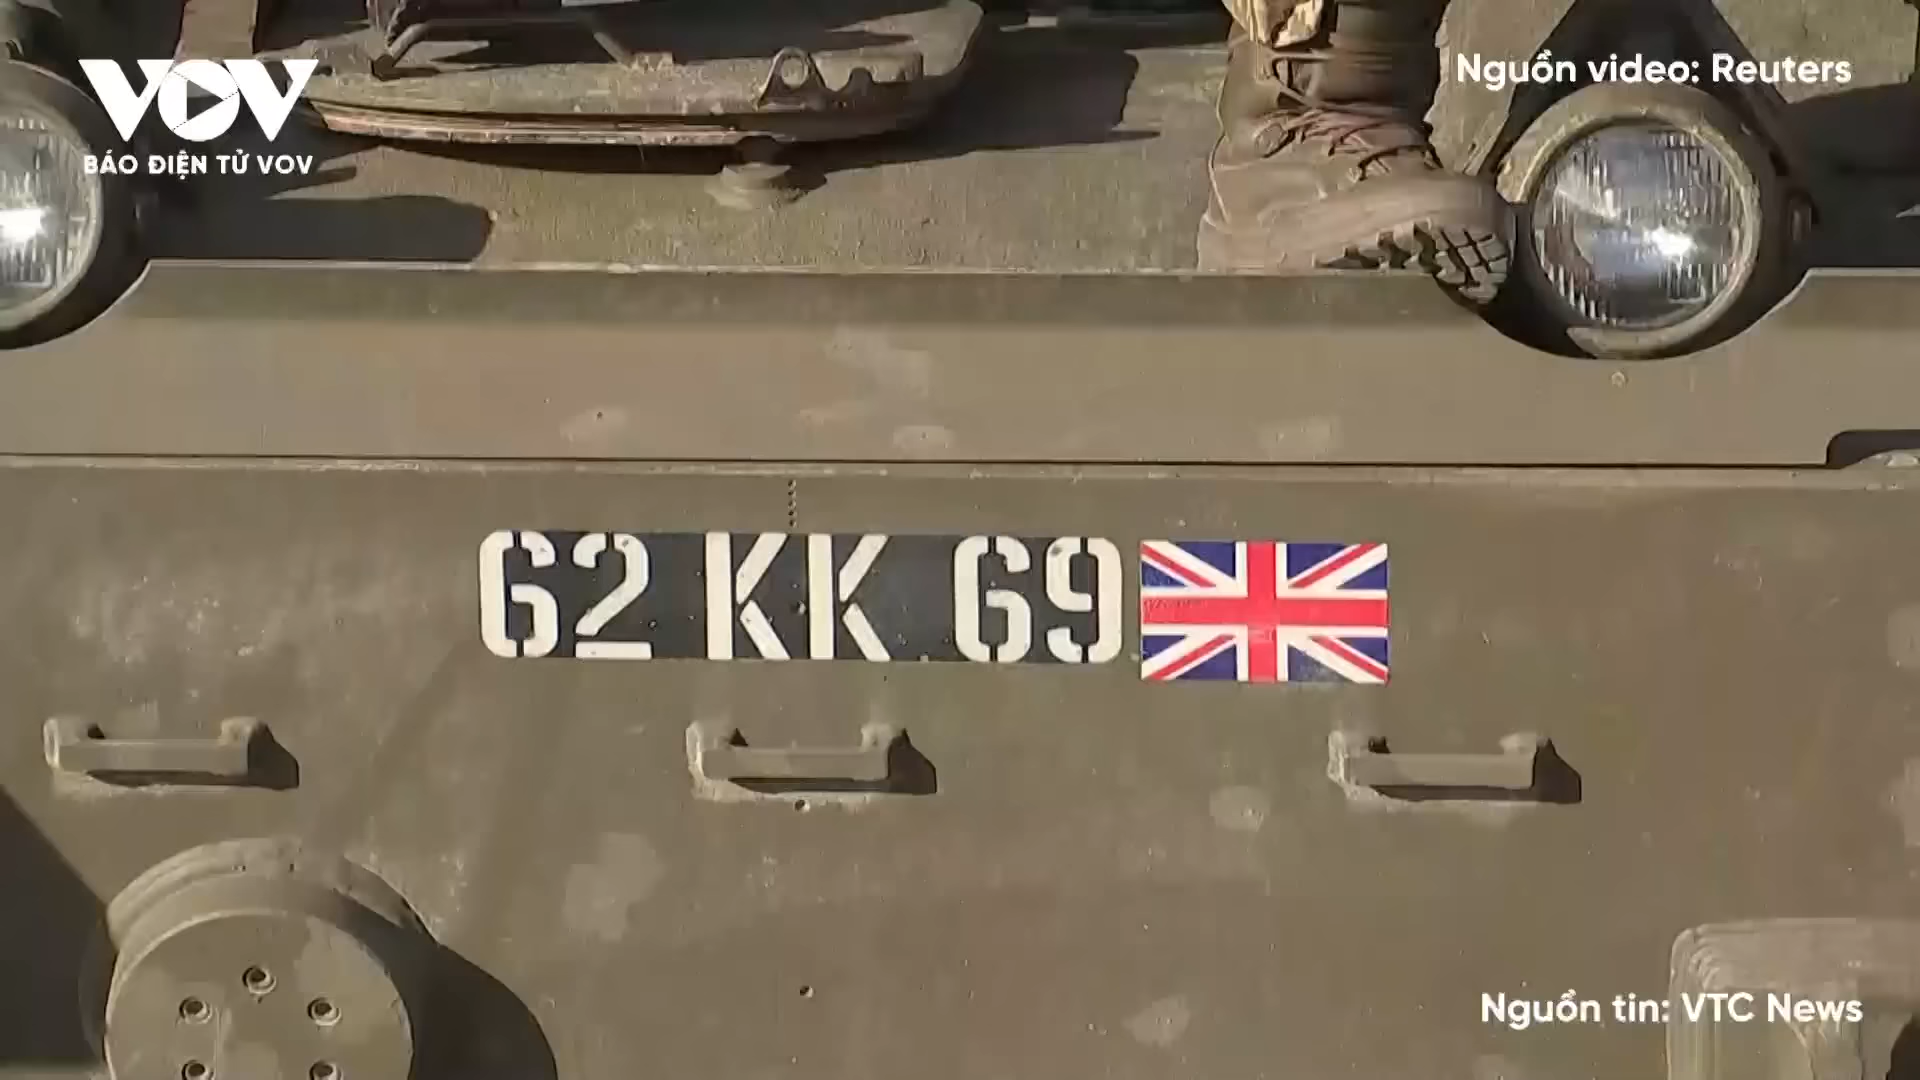 VOV
BÁO ĐIỆN TỬ VOV
Nguồn video: Reuters
62 KK 69
Nguồn tin: VTC News